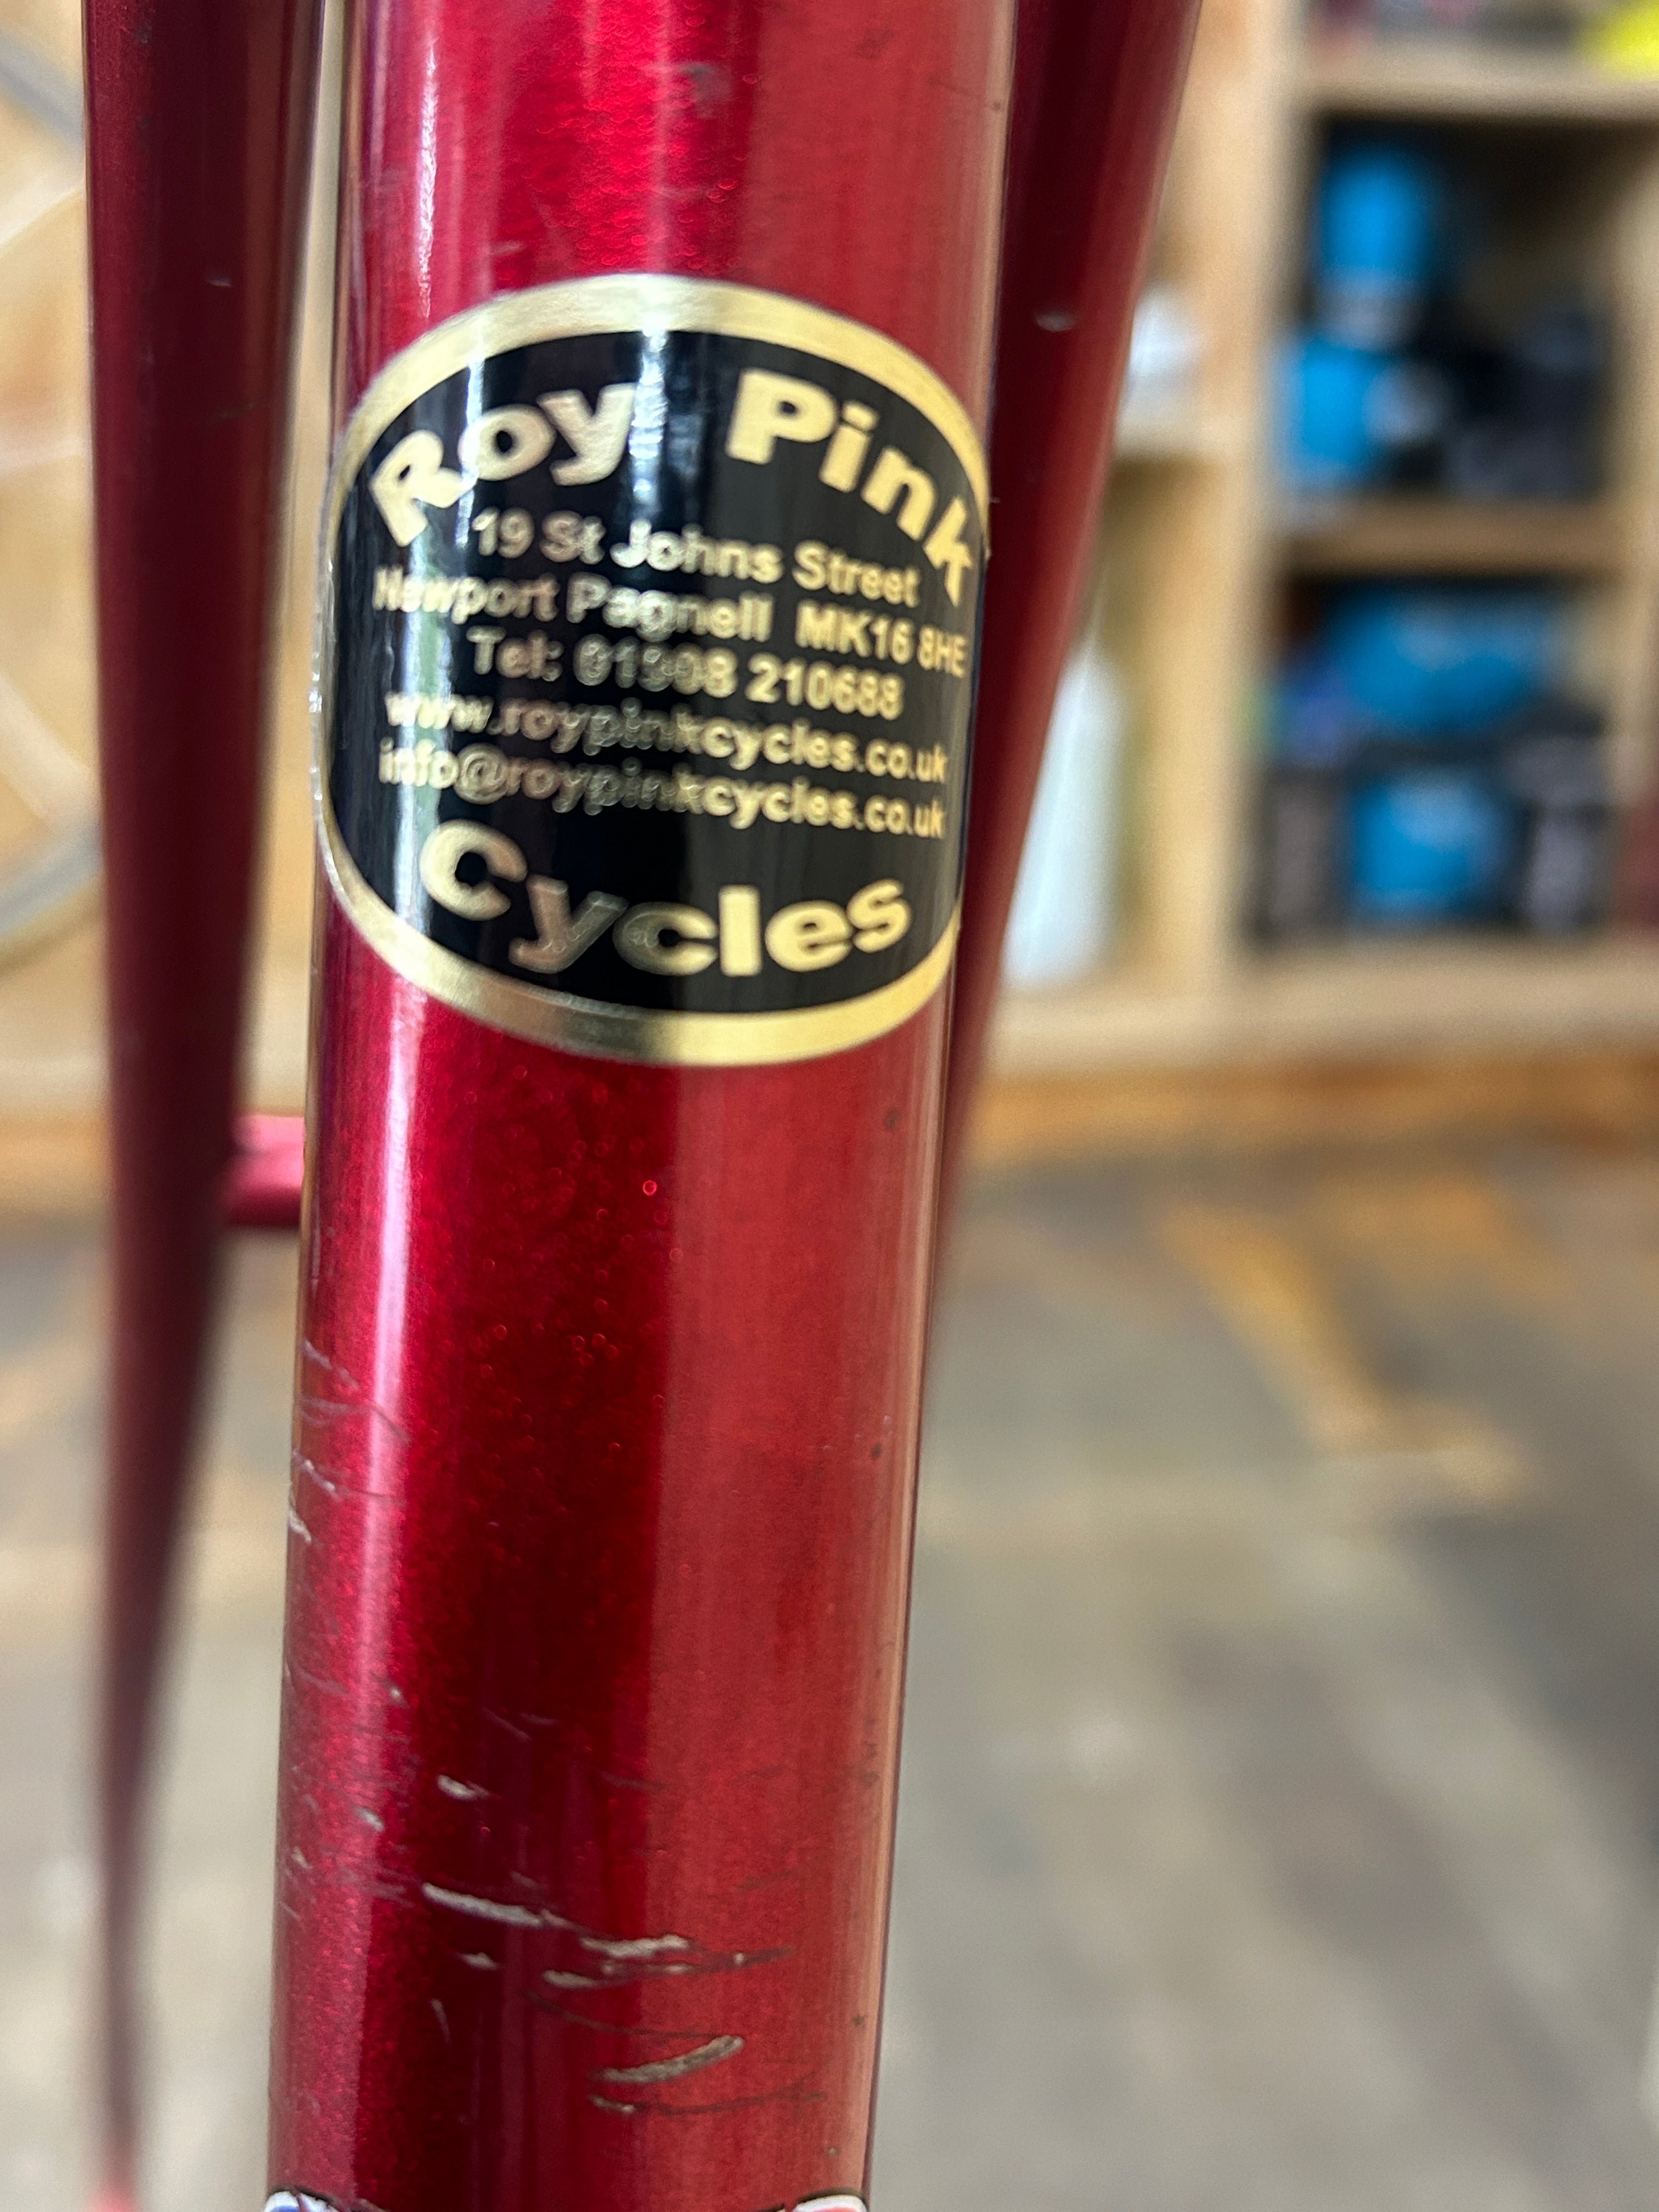 Roy Pink
19 St Johns Street
Newport Pagnell MK16 8HE
Tel: 01908 210688
www.roypinkcycles.co.uk
info@roypinkcycles.co.uk
Cycles